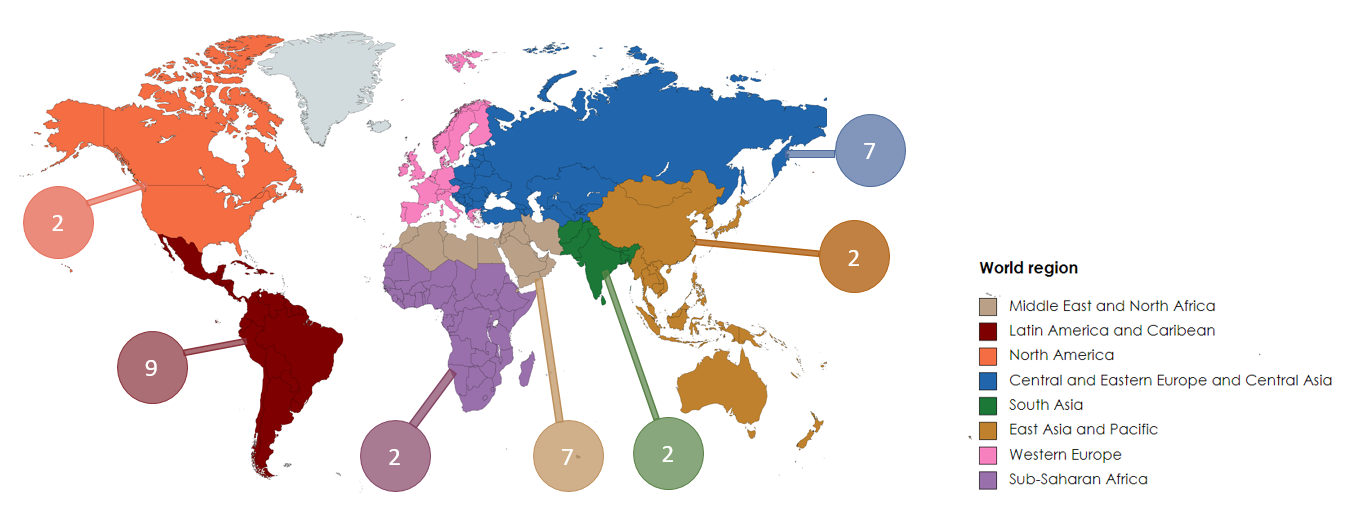 7
2
2
9
2
7
2
World region
Middle East and North Africa
Latin America and Caribean
North America
Central and Eastern Europe and Central Asia
South Asia
East Asia and Pacific
Western Europe
Sub-Saharan Africa